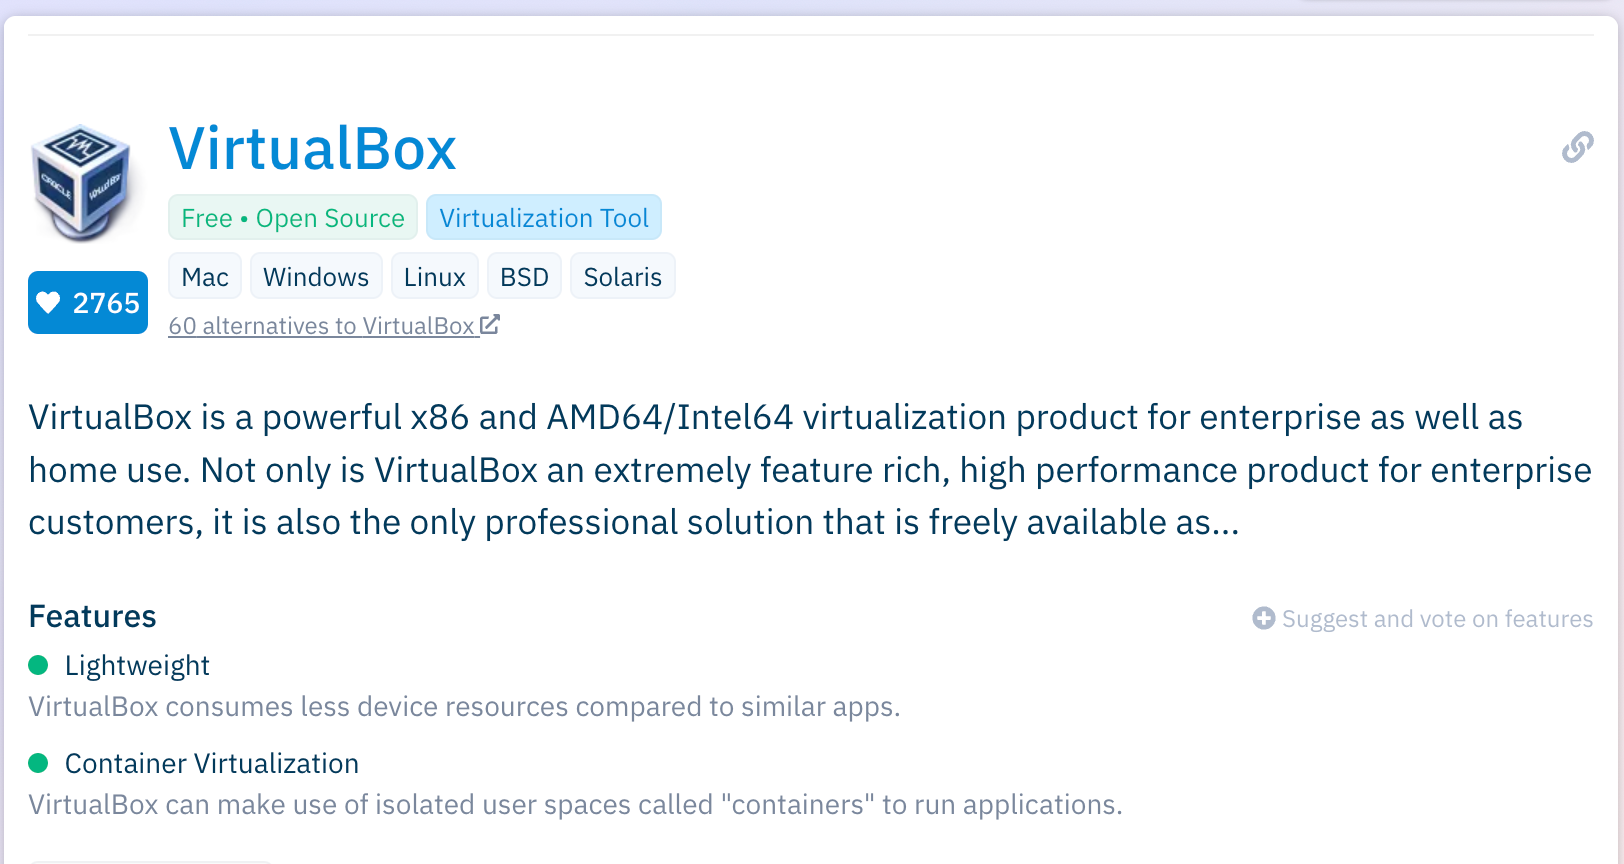 VirtualBox
ORACLE
VirtualBox
Free • Open Source
Virtualization Tool
Mac
Windows
Linux
BSD
Solaris
2765
60 alternatives to VirtualBox
VirtualBox is a powerful x86 and AMD64/Intel64 virtualization product for enterprise as well as
home use. Not only is VirtualBox an extremely feature rich, high performance product for enterprise
customers, it is also the only professional solution that is freely available as...
Features
Suggest and vote on features
Lightweight
VirtualBox consumes less device resources compared to similar apps.
Container Virtualization
VirtualBox can make use of isolated user spaces called "containers" to run applications.